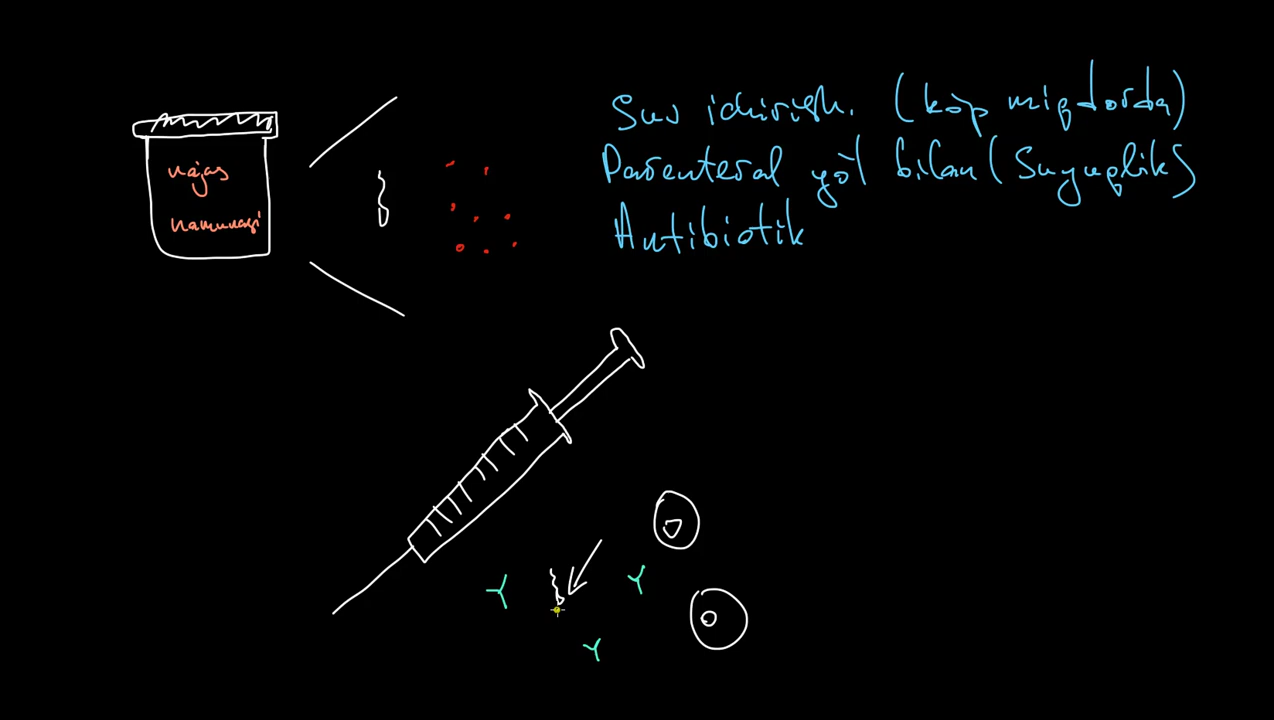 najas
namunasi
Suv ichirish. (ko'p miqdorda)
Parenteral yo'l bilan (Suyuqlik)
Antibiotik